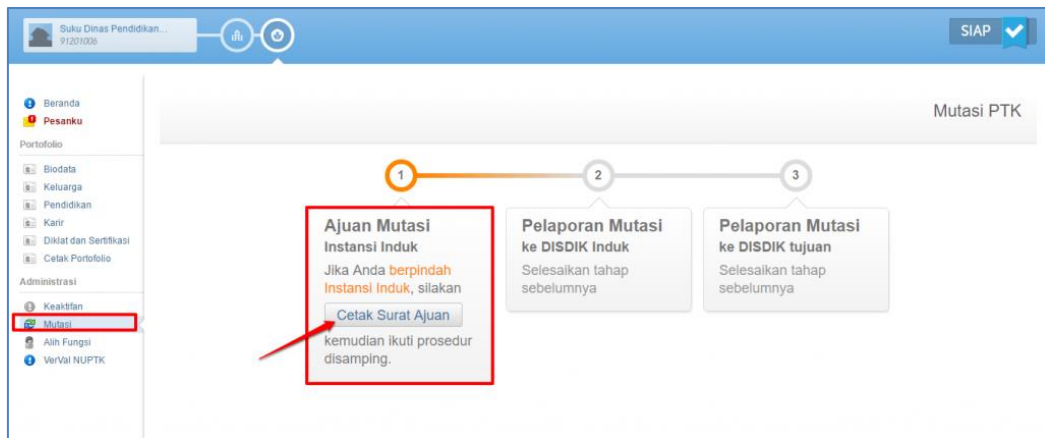 Suku Dinas Pendidikan...
91201006
SIAP
Beranda
Pesanku
Portofolio
Biodata
Keluarga
Pendidikan
Karir
Diklat dan Sertifikasi
Cetak Portofolio
Administrasi
Keaktifan
Mutasi
Alih Fungsi
VerVal NUPTK
Mutasi PTK
1
2
3
Ajuan Mutasi
Instansi Induk
Jika Anda berpindah
Instansi Induk, silakan
Cetak Surat Ajuan
kemudian ikuti prosedur
disamping.
Pelaporan Mutasi
ke DISDIK Induk
Selesaikan tahap
sebelumnya
Pelaporan Mutasi
ke DISDIK tujuan
Selesaikan tahap
sebelumnya